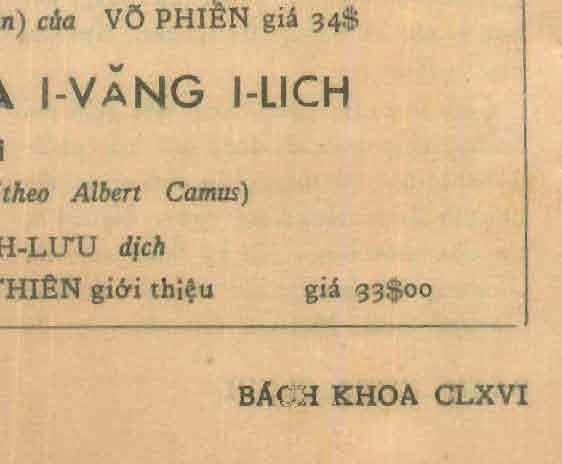 n) của VÕ PHIẾN giá 34$
A I-VĂNG I-LICH
i
theo Albert Camus)
H-LƯU dịch
THIÊN giới thiệu giá 33$00
BÁCH KHOA CLXVI